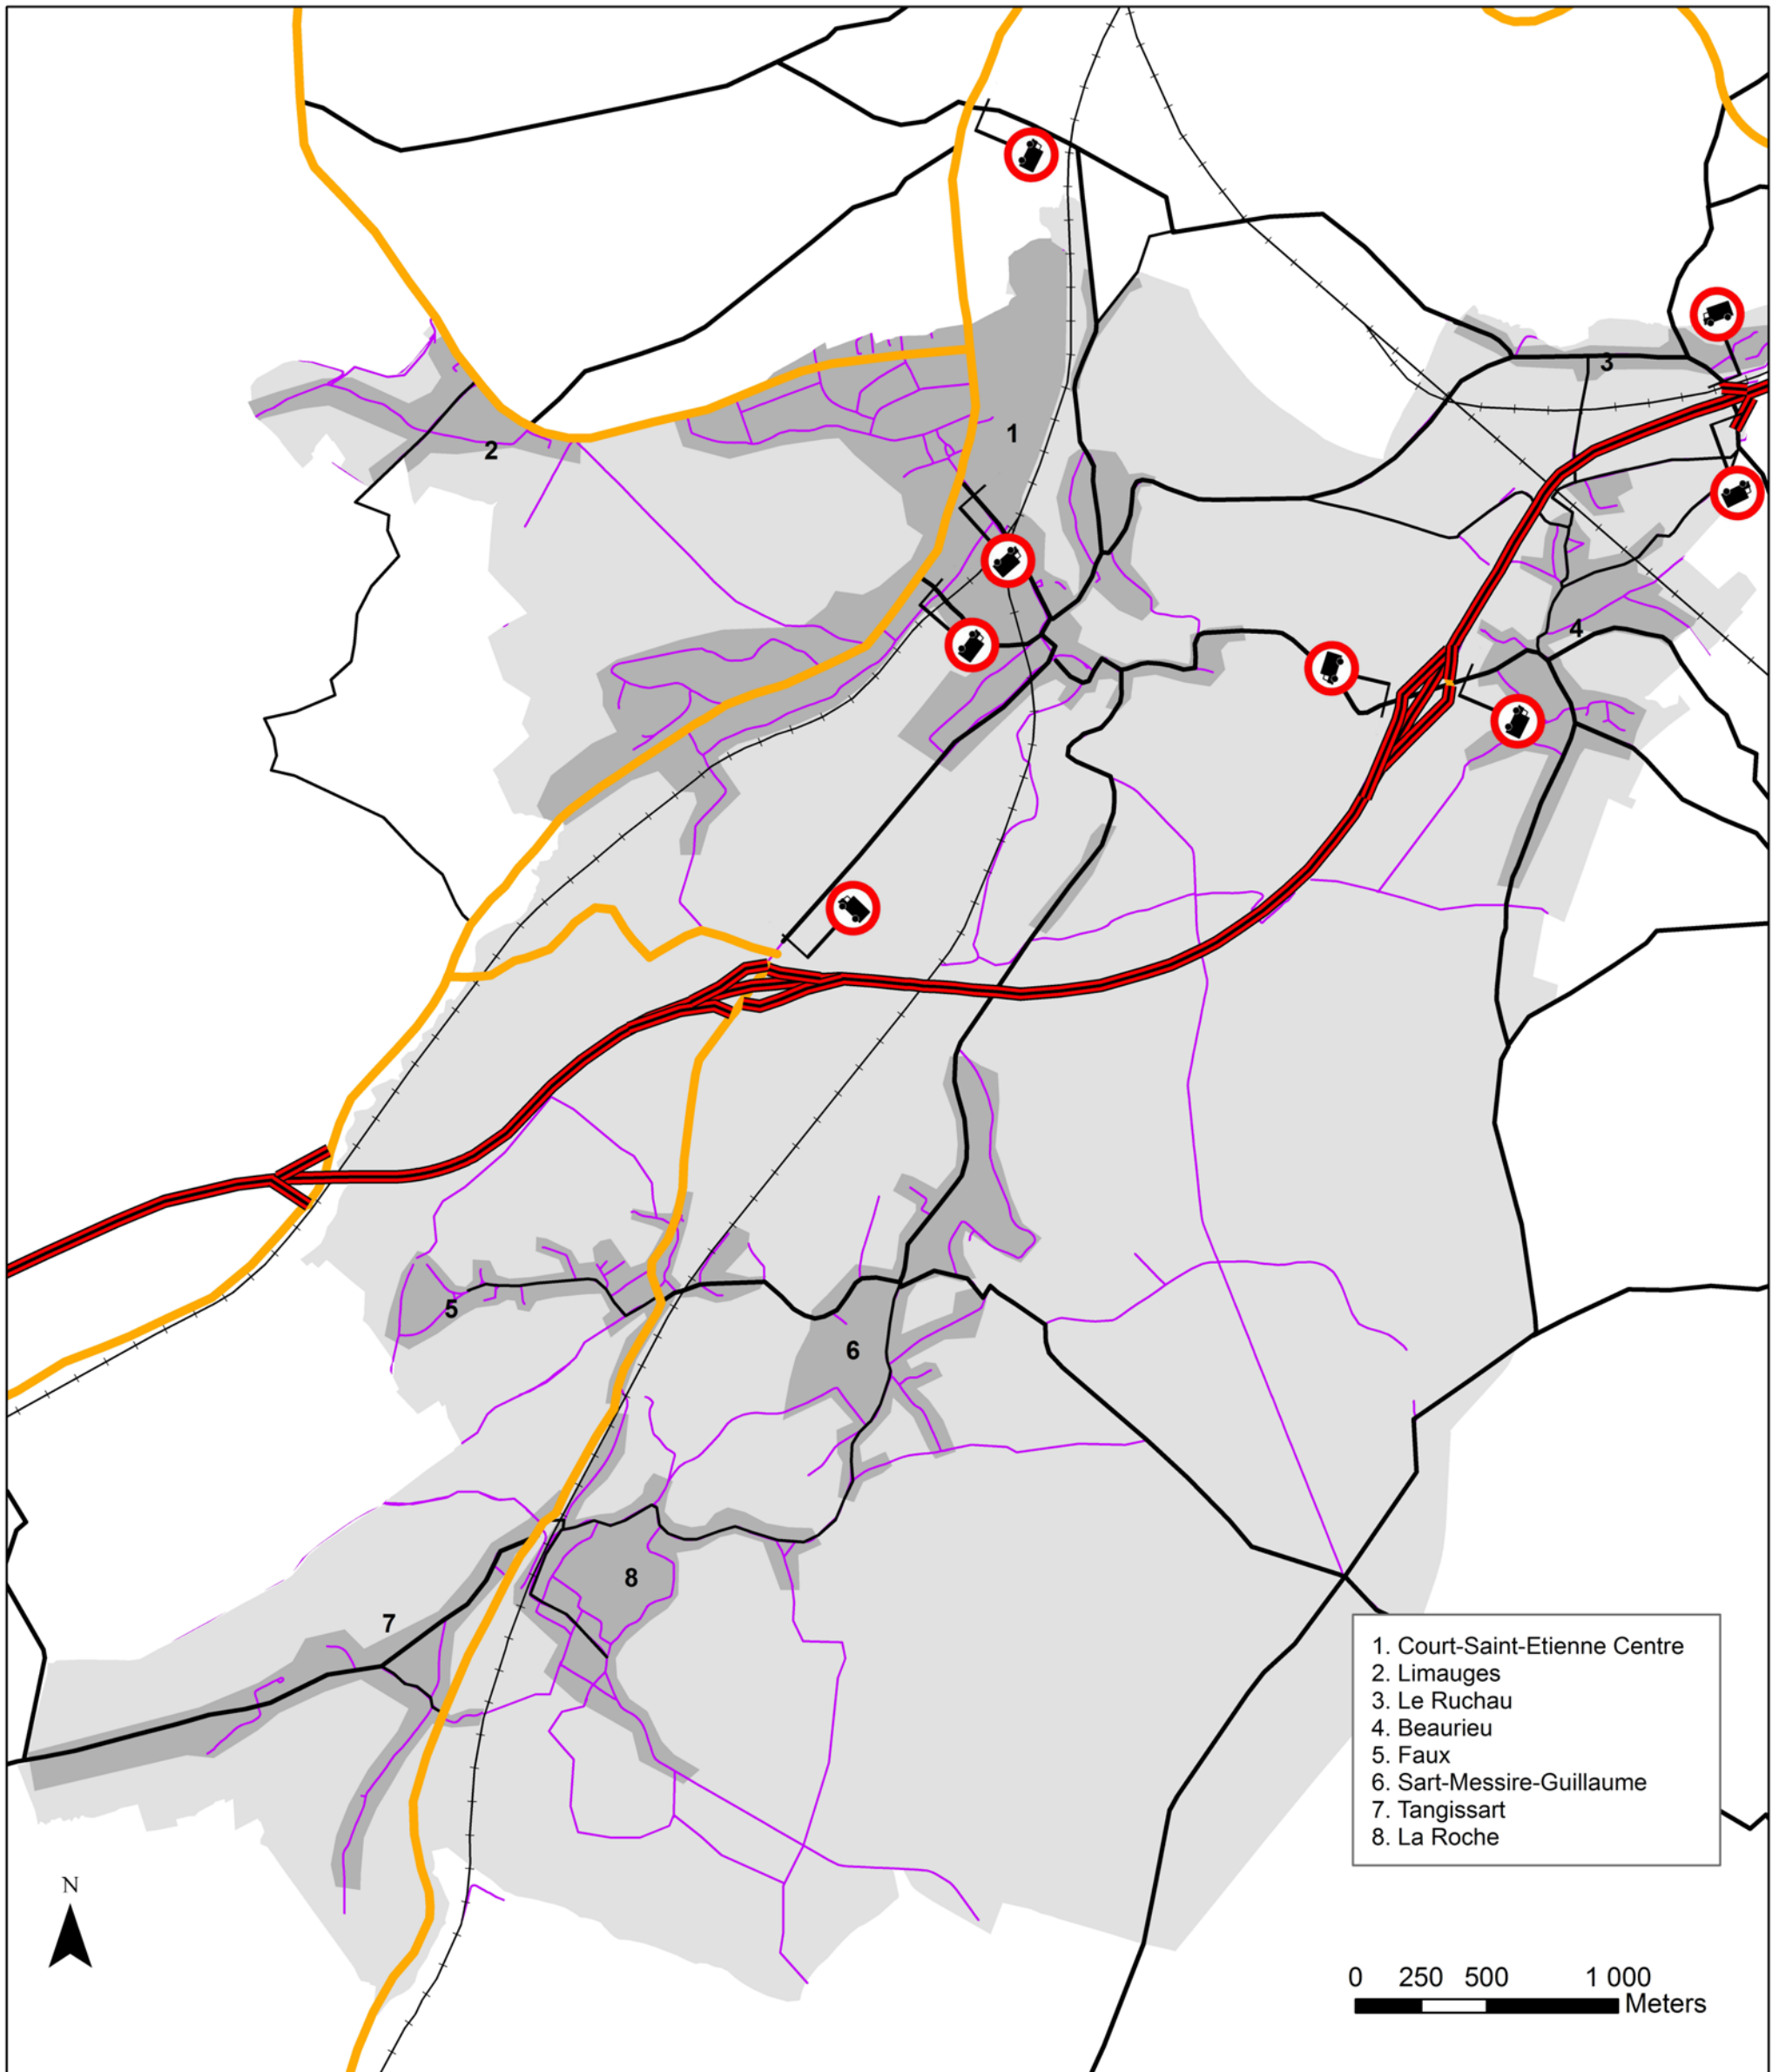 1
2
3
4
5
6
7
8
1. Court-Saint-Etienne Centre
2. Limauges
3. Le Ruchau
4. Beaurieu
5. Faux
6. Sart-Messire-Guillaume
7. Tangissart
8. La Roche
N
0 250 500 1 000
Meters